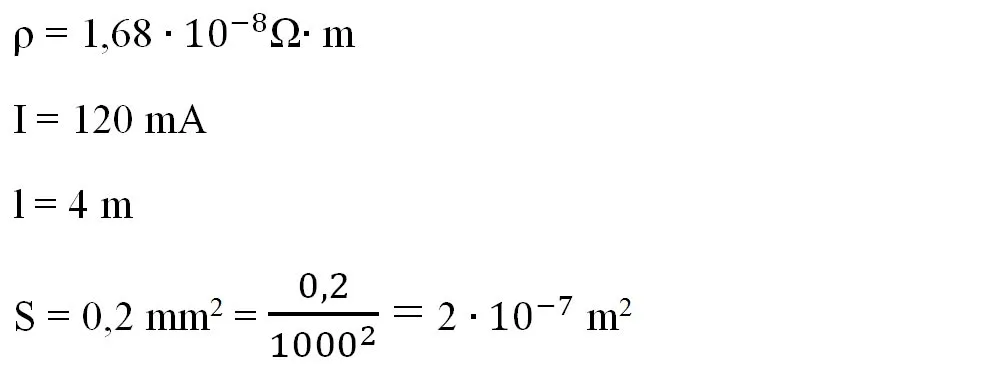 ρ = 1,68 · 10⁻⁸Ω· m
I = 120 mA
l = 4 m
S = 0,2 mm² = 0,2/1000² = 2 · 10⁻⁷ m²